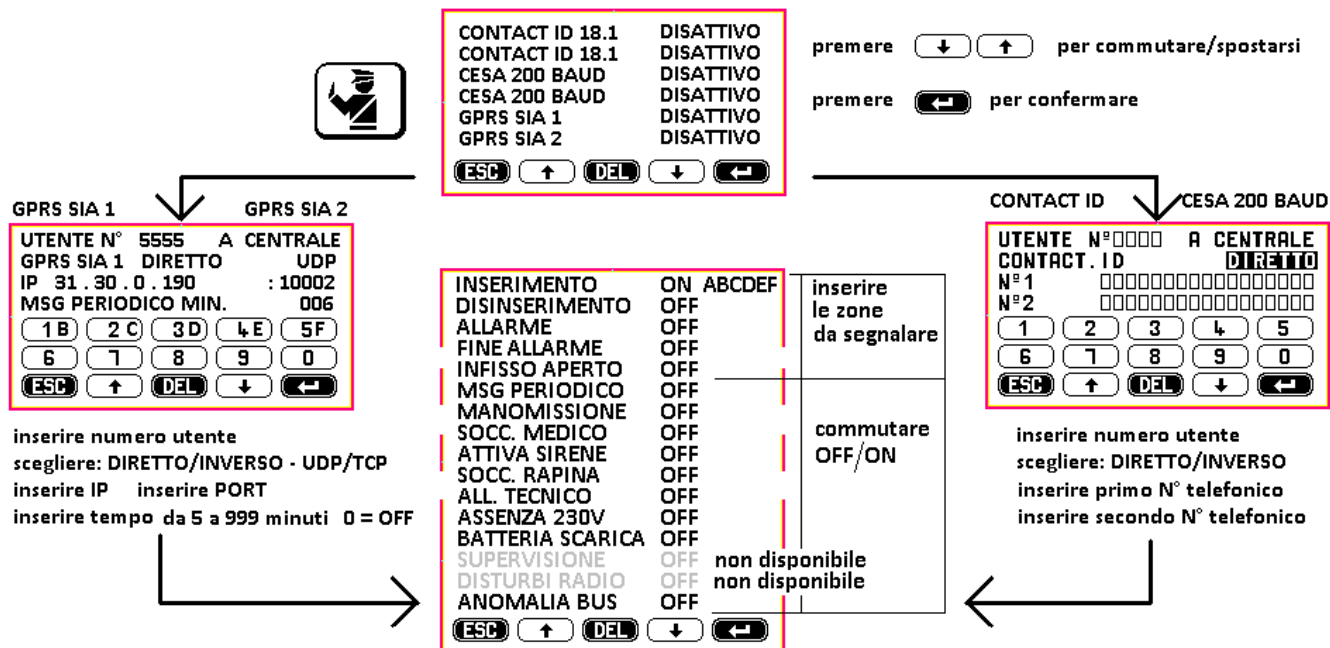 CONTACT ID 18.1 DISATTIVO
CONTACT ID 18.1 DISATTIVO
CESA 200 BAUD DISATTIVO
CESA 200 BAUD DISATTIVO
GPRS SIA 1 DISATTIVO
GPRS SIA 2 DISATTIVO
ESC ↑ DEL ↓ ↵
premere ↓ ↑ per commutare/spostarsi
premere ↵ per confermare
GPRS SIA 1 GPRS SIA 2
UTENTE N° 5555 A CENTRALE
GPRS SIA 1 DIRETTO UDP
IP 31 . 30 . 0 . 190 : 10002
MSG PERIODICO MIN. 006
1 B 2 C 3 D 4 E 5 F
6 7 8 9 0
ESC ↑ DEL ↓ ↵
inserire numero utente
scegliere: DIRETTO/INVERSO - UDP/TCP
inserire IP inserire PORT
inserire tempo da 5 a 999 minuti 0 = OFF
INSERIMENTO ON ABCDEF
DISINSERIMENTO OFF
ALLARME OFF
FINE ALLARME OFF
INFISSO APERTO OFF
MSG PERIODICO OFF
MANOMISSIONE OFF
SOCC. MEDICO OFF
ATTIVA SIRENE OFF
SOCC. RAPINA OFF
ALL. TECNICO OFF
ASSENZA 230V OFF
BATTERIA SCARICA OFF
SUPERVISIONE OFF non disponibile
DISTURBI RADIO OFF non disponibile
ANOMALIA BUS OFF
ESC ↑ DEL ↓ ↵
inserire
le zone
da segnalare
commutare
OFF/ON
CONTACT ID CESA 200 BAUD
UTENTE Nº▯▯▯▯ A CENTRALE
CONTACT.ID DIRETTO
Nº1 ▯▯▯▯▯▯▯▯▯▯▯▯▯▯▯▯
Nº2 ▯▯▯▯▯▯▯▯▯▯▯▯▯▯▯▯
1 2 3 4 5
6 7 8 9 0
ESC ↑ DEL ↓ ↵
inserire numero utente
scegliere: DIRETTO/INVERSO
inserire primo N° telefonico
inserire secondo N° telefonico